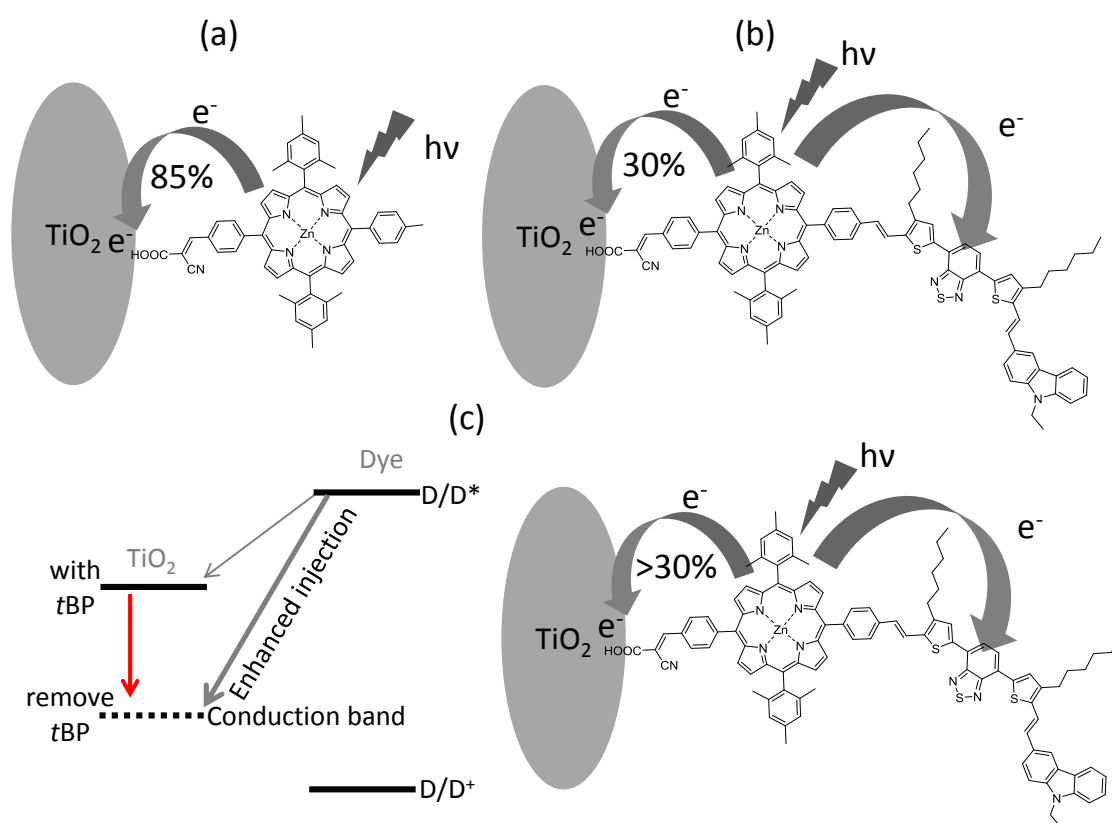 (a)
e⁻
hν
85%
TiO₂ e⁻
HOOC
CN
N
N
N
N
Zn
(b)
hν
e⁻
e⁻
30%
TiO₂ e⁻
HOOC
CN
N
N
N
N
Zn
S
N
S
N
S
N
(c)
Dye
D/D*
TiO₂
with
tBP
Enhanced injection
remove
tBP
Conduction band
D/D⁺
hν
e⁻
e⁻
>30%
TiO₂ e⁻
HOOC
CN
N
N
N
N
Zn
S
N
S
N
S
N